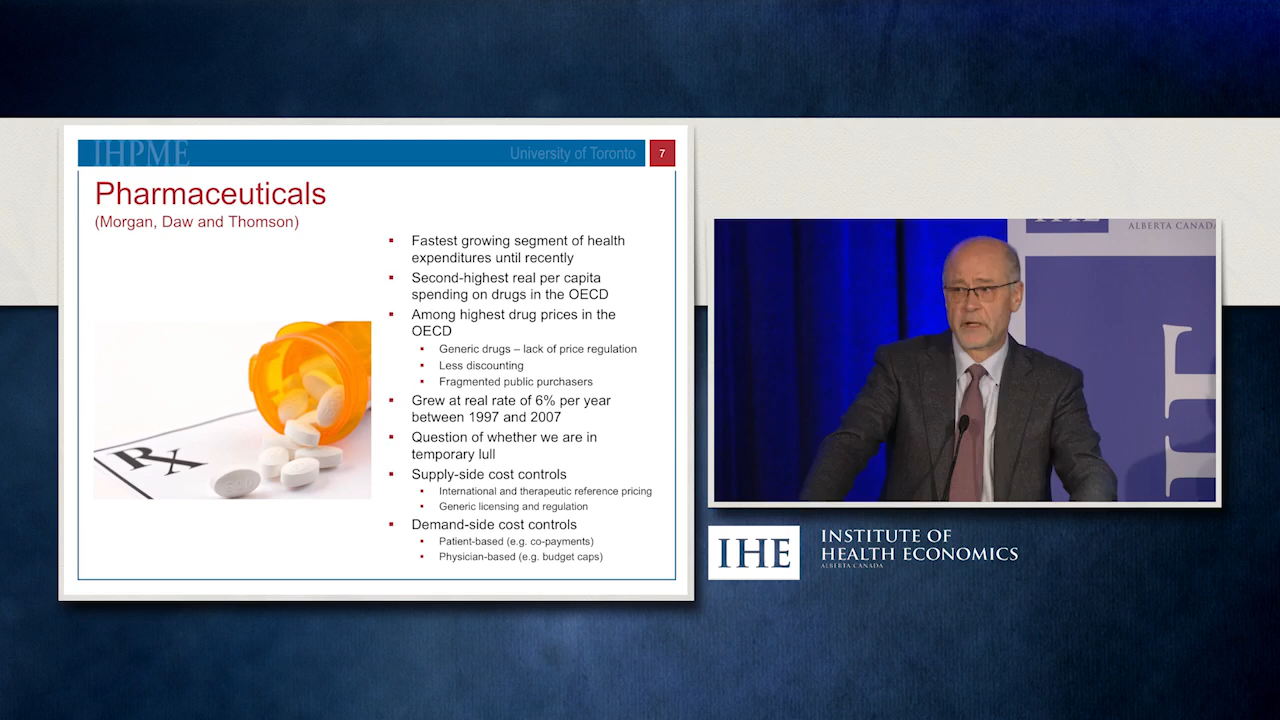 IHPME
University of Toronto
7
Pharmaceuticals
(Morgan, Daw and Thomson)
▪ Fastest growing segment of health
expenditures until recently
▪ Second-highest real per capita
spending on drugs in the OECD
▪ Among highest drug prices in the
OECD
▪ Generic drugs – lack of price regulation
▪ Less discounting
▪ Fragmented public purchasers
▪ Grew at real rate of 6% per year
between 1997 and 2007
▪ Question of whether we are in
temporary lull
▪ Supply-side cost controls
▪ International and therapeutic reference pricing
▪ Generic licensing and regulation
▪ Demand-side cost controls
▪ Patient-based (e.g. co-payments)
▪ Physician-based (e.g. budget caps)
Rx
IHE
ALBERTA CANADA
I
IHE
INSTITUTE OF
HEALTH ECONOMICS
ALBERTA CANADA